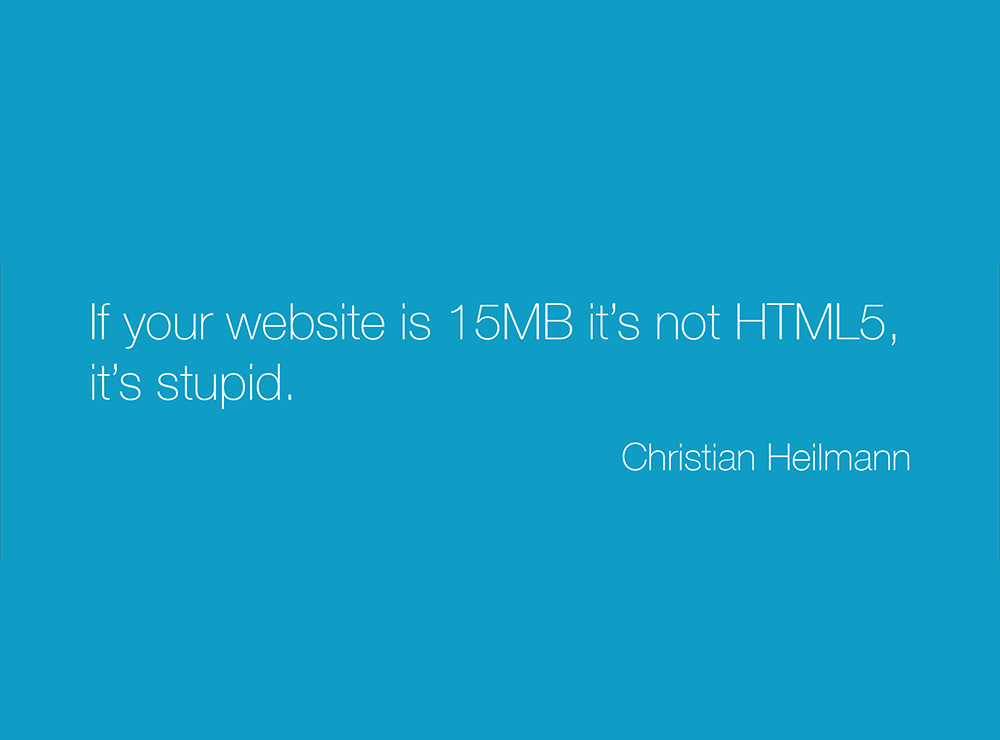 If your website is 15MB it’s not HTML5,
it’s stupid.
Christian Heilmann